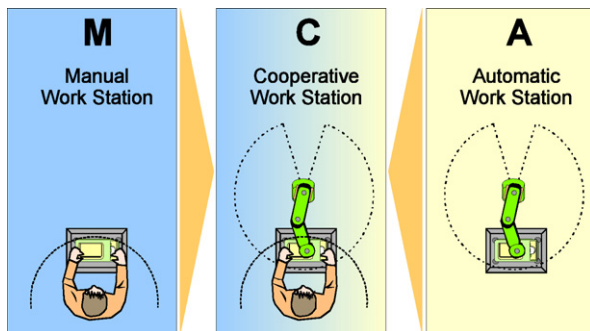 M
Manual
Work Station
C
Cooperative
Work Station
A
Automatic
Work Station